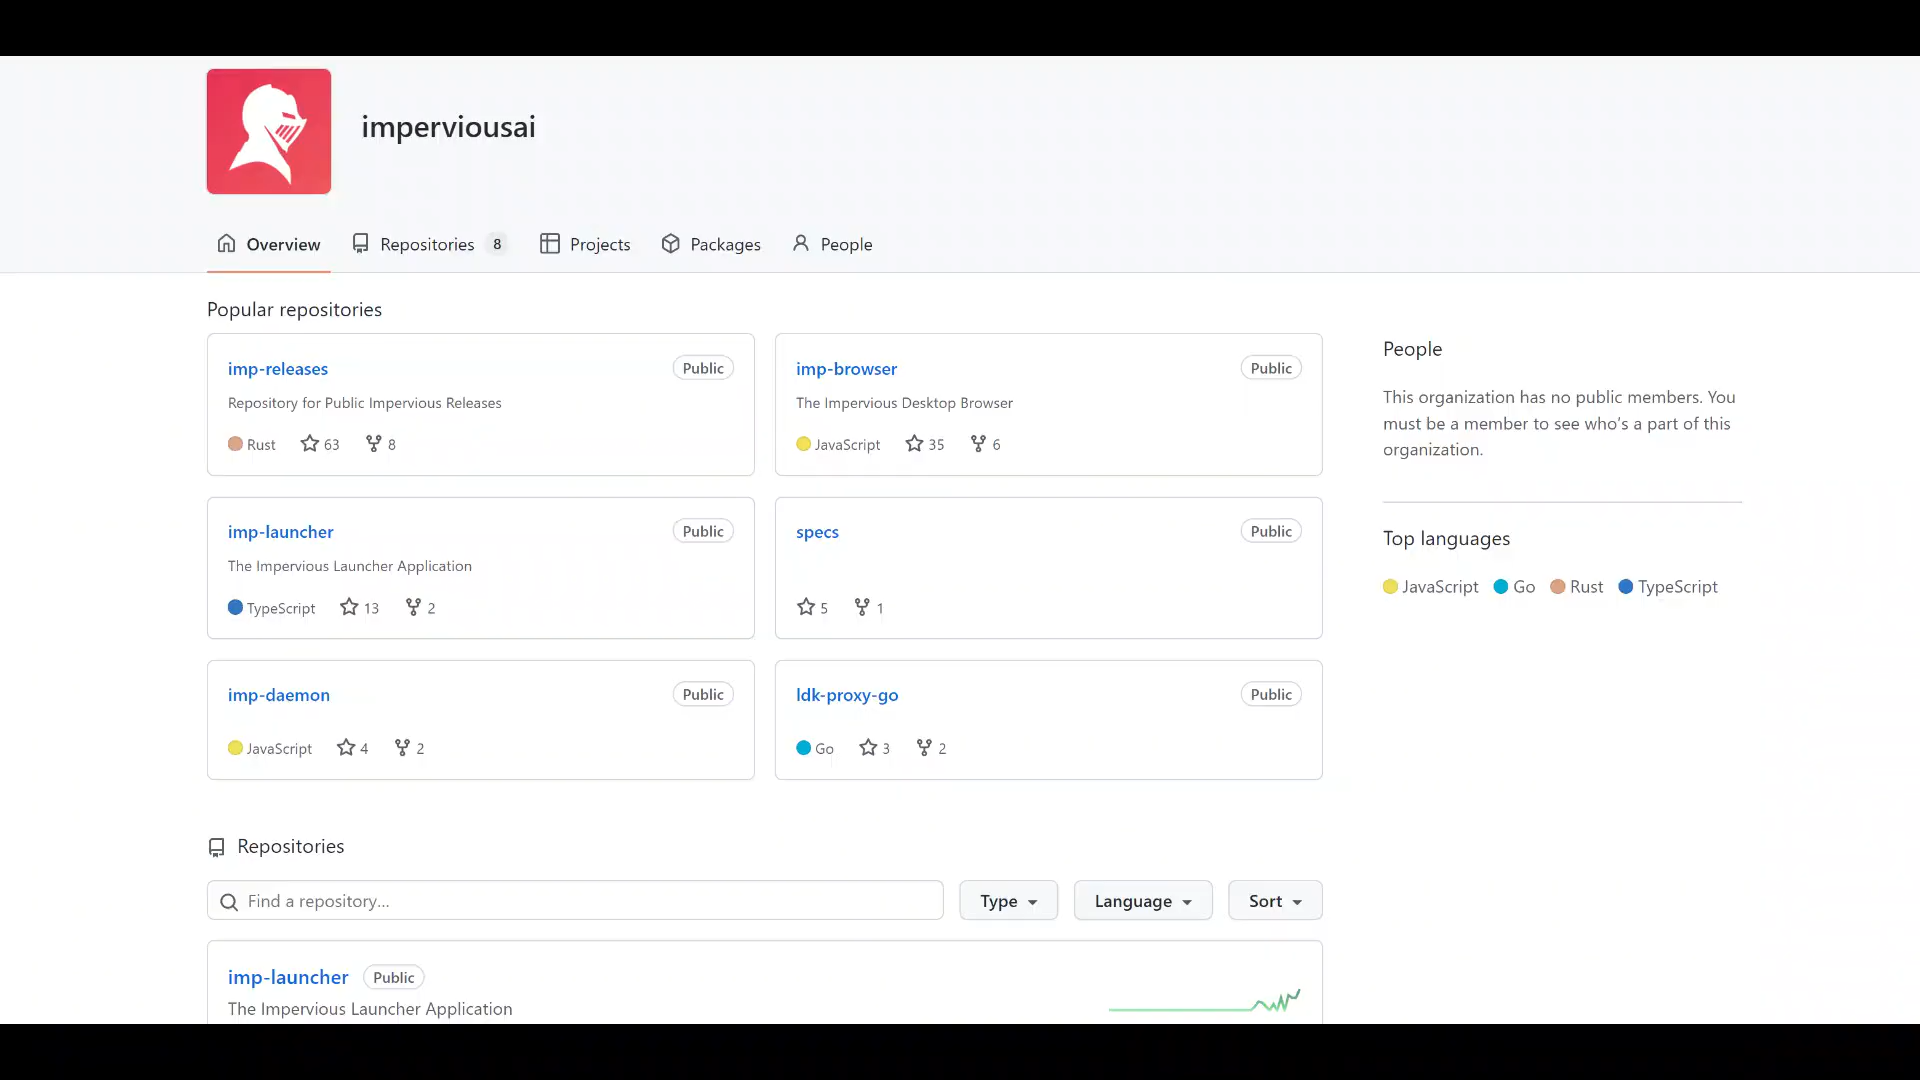 imperviousai
Overview
Repositories 8
Projects
Packages
People
Popular repositories
imp-releases Public
Repository for Public Impervious Releases
Rust 63 8
imp-browser Public
The Impervious Desktop Browser
JavaScript 35 6
imp-launcher Public
The Impervious Launcher Application
TypeScript 13 2
specs Public
5 1
imp-daemon Public
JavaScript 4 2
ldk-proxy-go Public
Go 3 2
People
This organization has no public members. You
must be a member to see who's a part of this
organization.
Top languages
JavaScript Go Rust TypeScript
Repositories
Find a repository...
Type
Language
Sort
imp-launcher Public
The Impervious Launcher Application